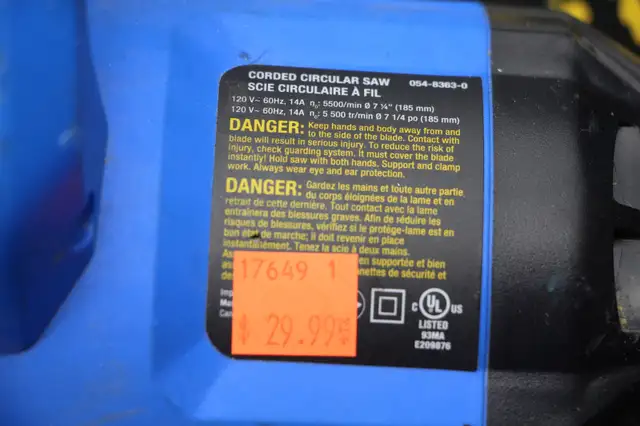 CORDED CIRCULAR SAW 054-8363-0
SCIE CIRCULAIRE À FIL
120 V~ 60Hz, 14A n₀: 5500/min Ø 7 ¼" (185 mm)
120 V~ 60Hz, 14A n₀: 5 500 tr/min Ø 7 1/4 po (185 mm)
DANGER: Keep hands and body away from and
to the side of the blade. Contact with
blade will result in serious injury. To reduce the risk of
injury, check guarding system. It must cover the blade
instantly! Hold saw with both hands. Support and clamp
work. Always wear eye and ear protection.
DANGER: Gardez les mains et toute autre partie
du corps éloignées de la lame et en
retrait de cette dernière. Tout contact avec la lame
entraînera des blessures graves. Afin de réduire les
risques de blessures, vérifiez si le protège-lame est en
bon état de marche; il doit revenir en place
instantanément. Tenez la scie à deux mains.
en supportée et bien
de sécurité et
17649 1
$ 29.99
C UL US
LISTED
93MA
E209876